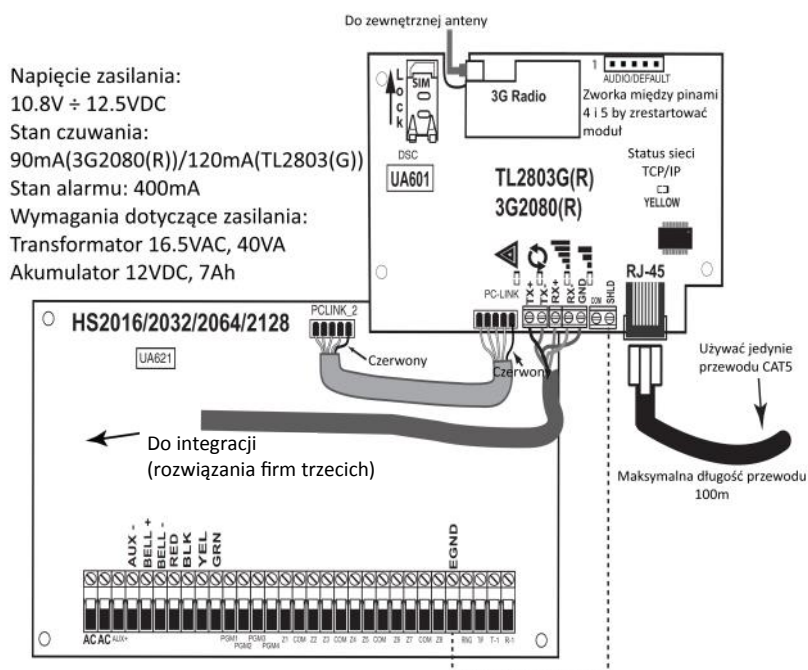 Do zewnętrznej anteny
Napięcie zasilania:
10.8V ÷ 12.5VDC
Stan czuwania:
90mA(3G2080(R))/120mA(TL2803(G))
Stan alarmu: 400mA
Wymagania dotyczące zasilania:
Transformator 16.5VAC, 40VA
Akumulator 12VDC, 7Ah
Lock
SIM
3G Radio
1
AUDIO/DEFAULT
Zworka między pinami
4 i 5 by zrestartować
moduł
DSC
UA601
TL2803G(R)
3G2080(R)
Status sieci
TCP/IP
YELLOW
RJ-45
PC-LINK
TX+
TX-
RX+
RX-
GND
COM
SHLD
PCLINK_2
HS2016/2032/2064/2128
UA621
Czerwony
Czerwony
Używać jedynie
przewodu CAT5
Maksymalna długość przewodu
100m
Do integracji
(rozwiązania firm trzecich)
AUX -
BELL +
BELL -
RED
BLK
YEL
GRN
EGND
AC AC AUX+ PGM1 PGM2 PGM3 PGM4 Z1 COM Z2 Z3 COM Z4 Z5 COM Z6 Z7 COM Z8 RNG TIP T-1 R-1